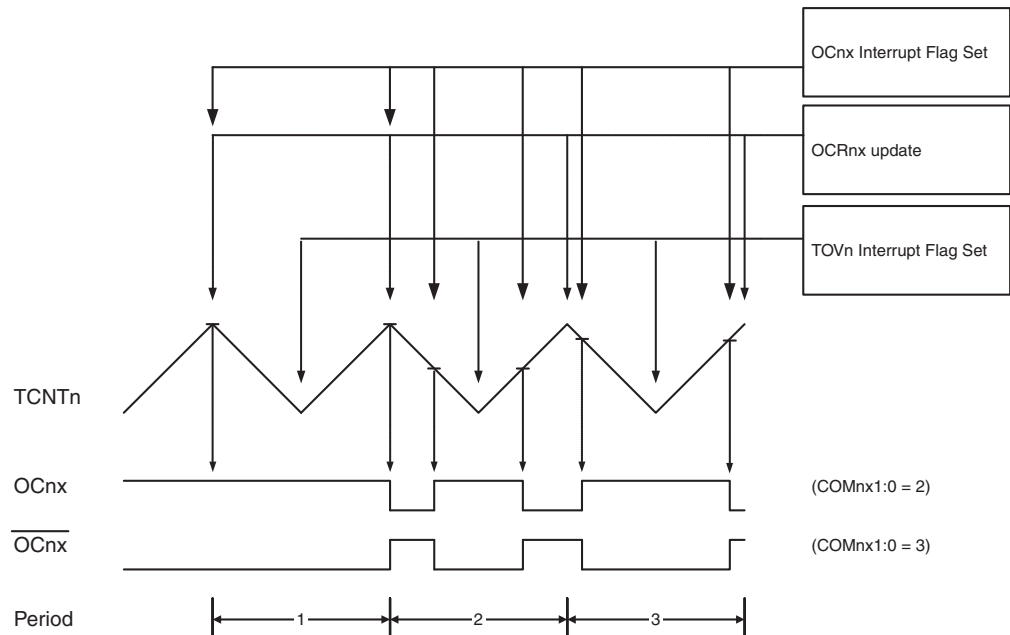 OCnx Interrupt Flag Set
OCRnx update
TOVn Interrupt Flag Set
TCNTn
OCnx
(COMnx1:0 = 2)
OCnx
(COMnx1:0 = 3)
Period
1
2
3